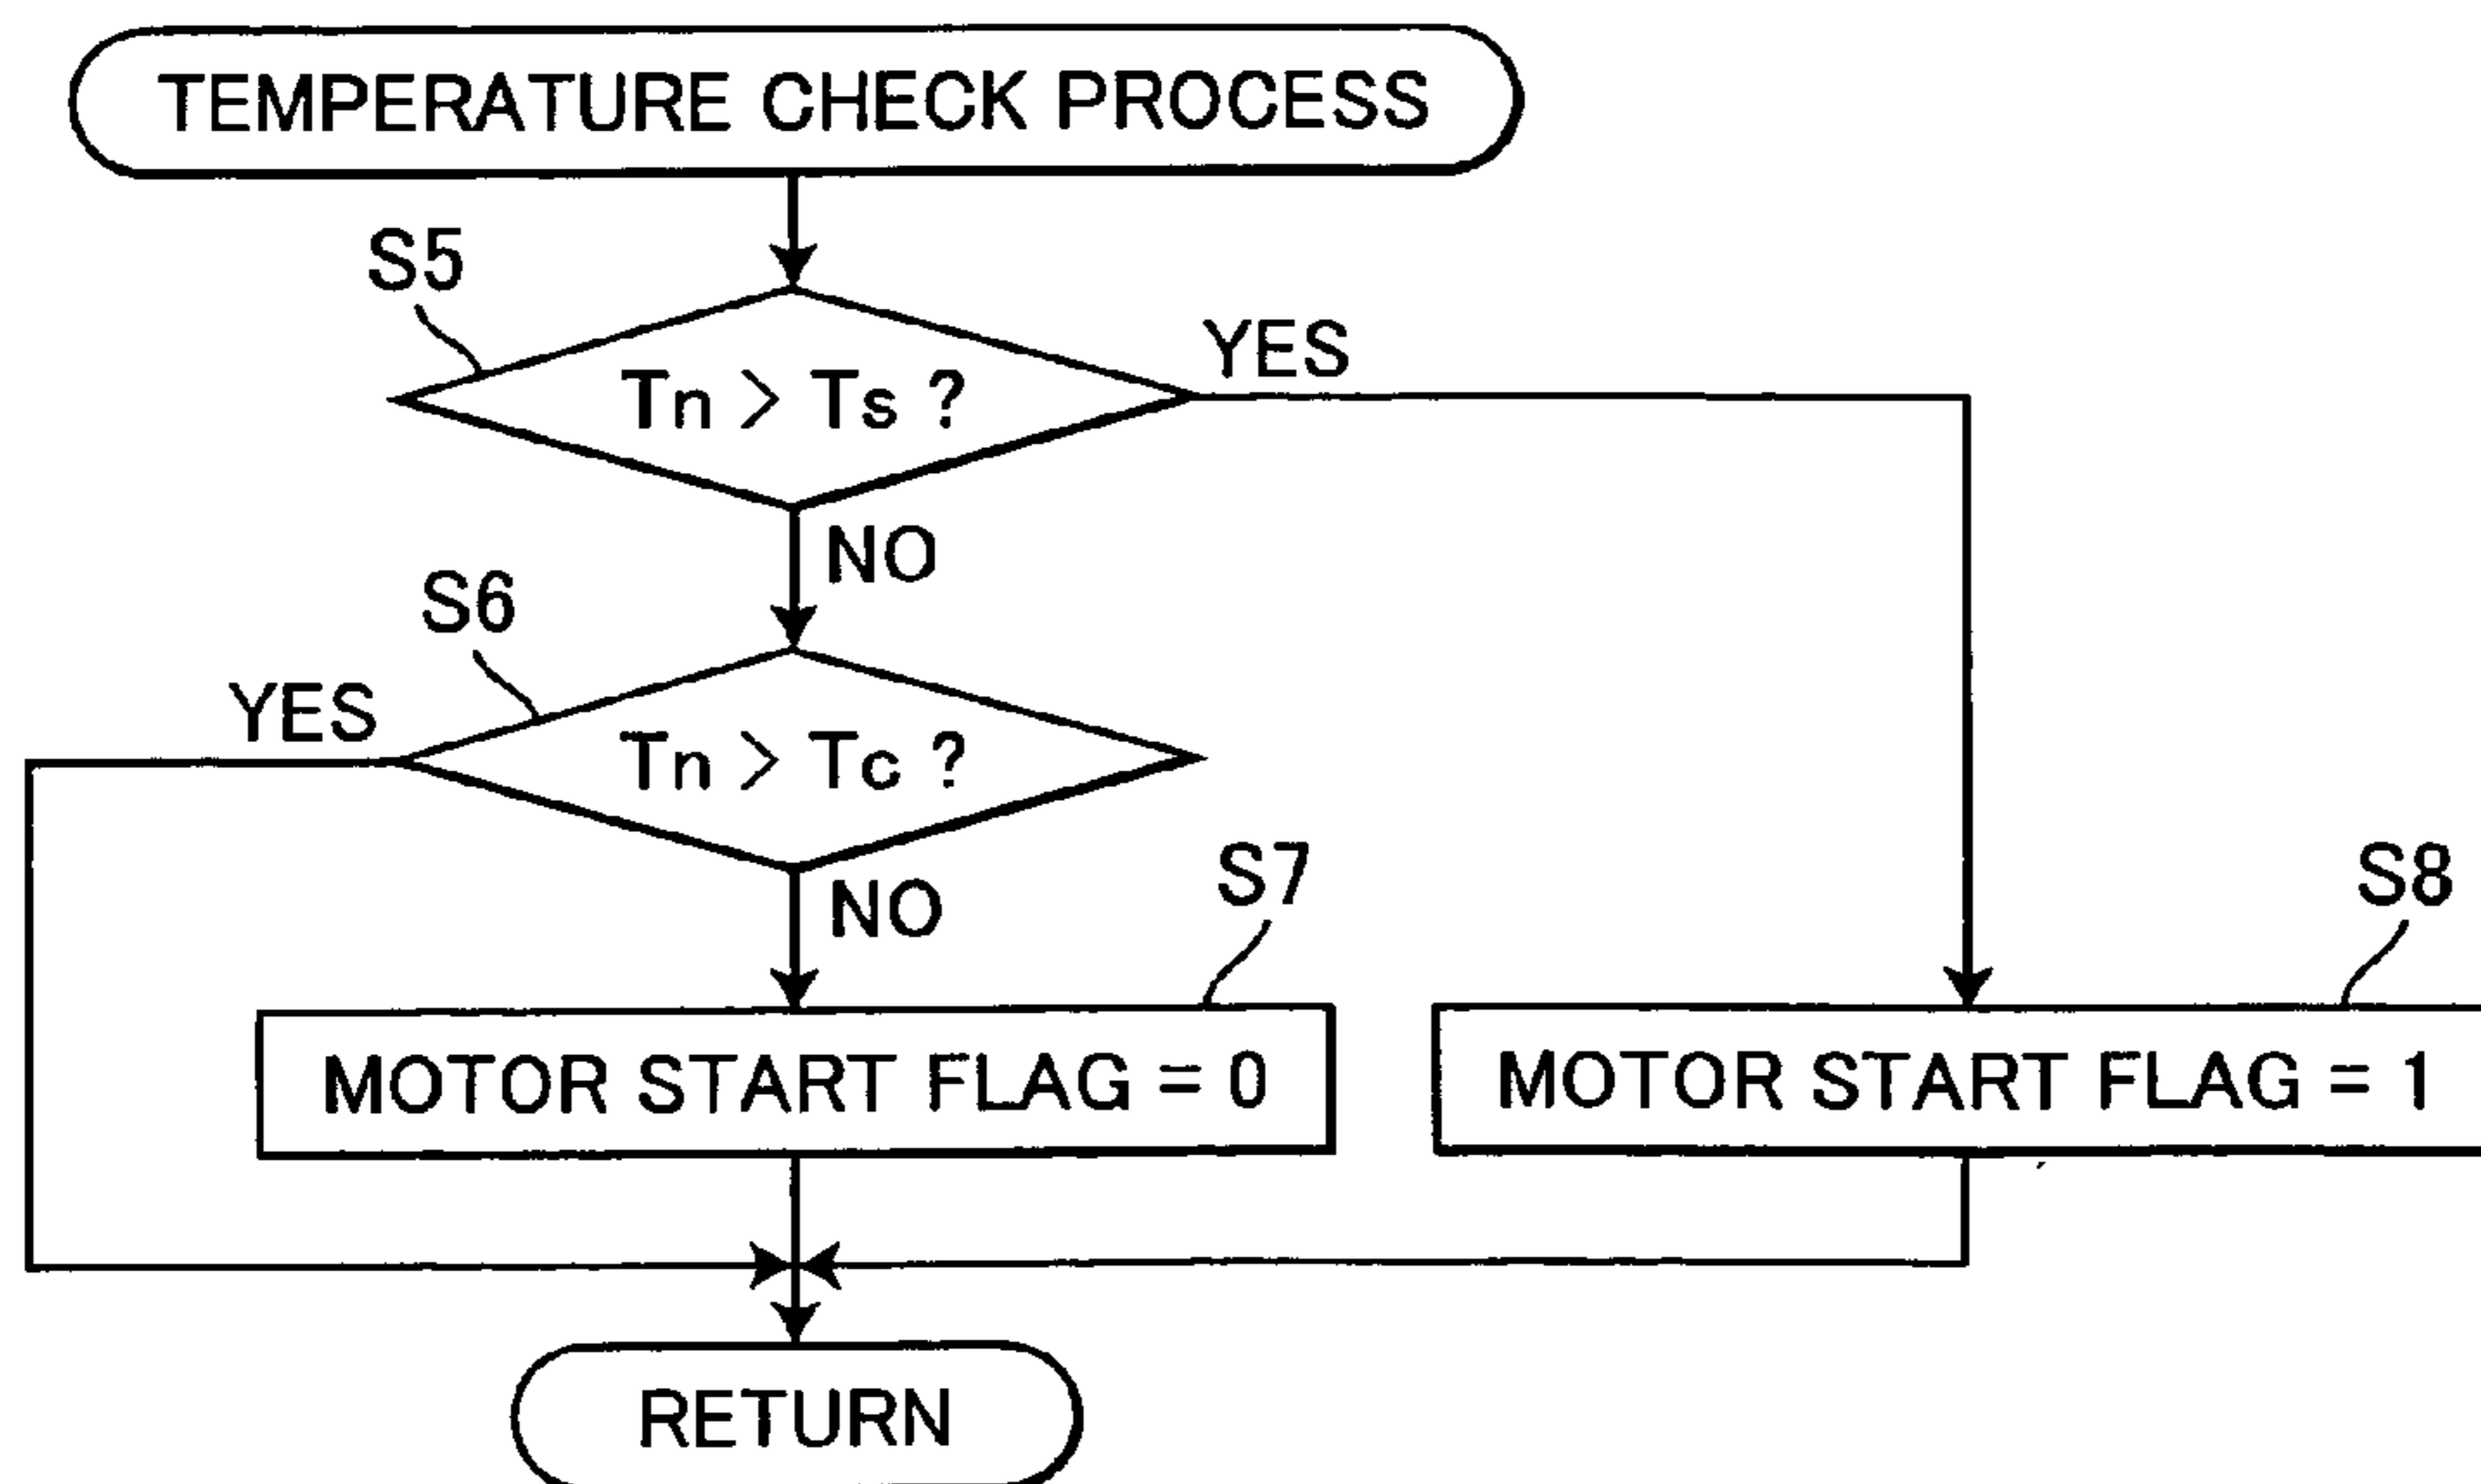 TEMPERATURE CHECK PROCESS
S5
Tn > Ts ?
YES
NO
S6
YES
Tn > Tc ?
NO
S7
S8
MOTOR START FLAG = 0
MOTOR START FLAG = 1
RETURN